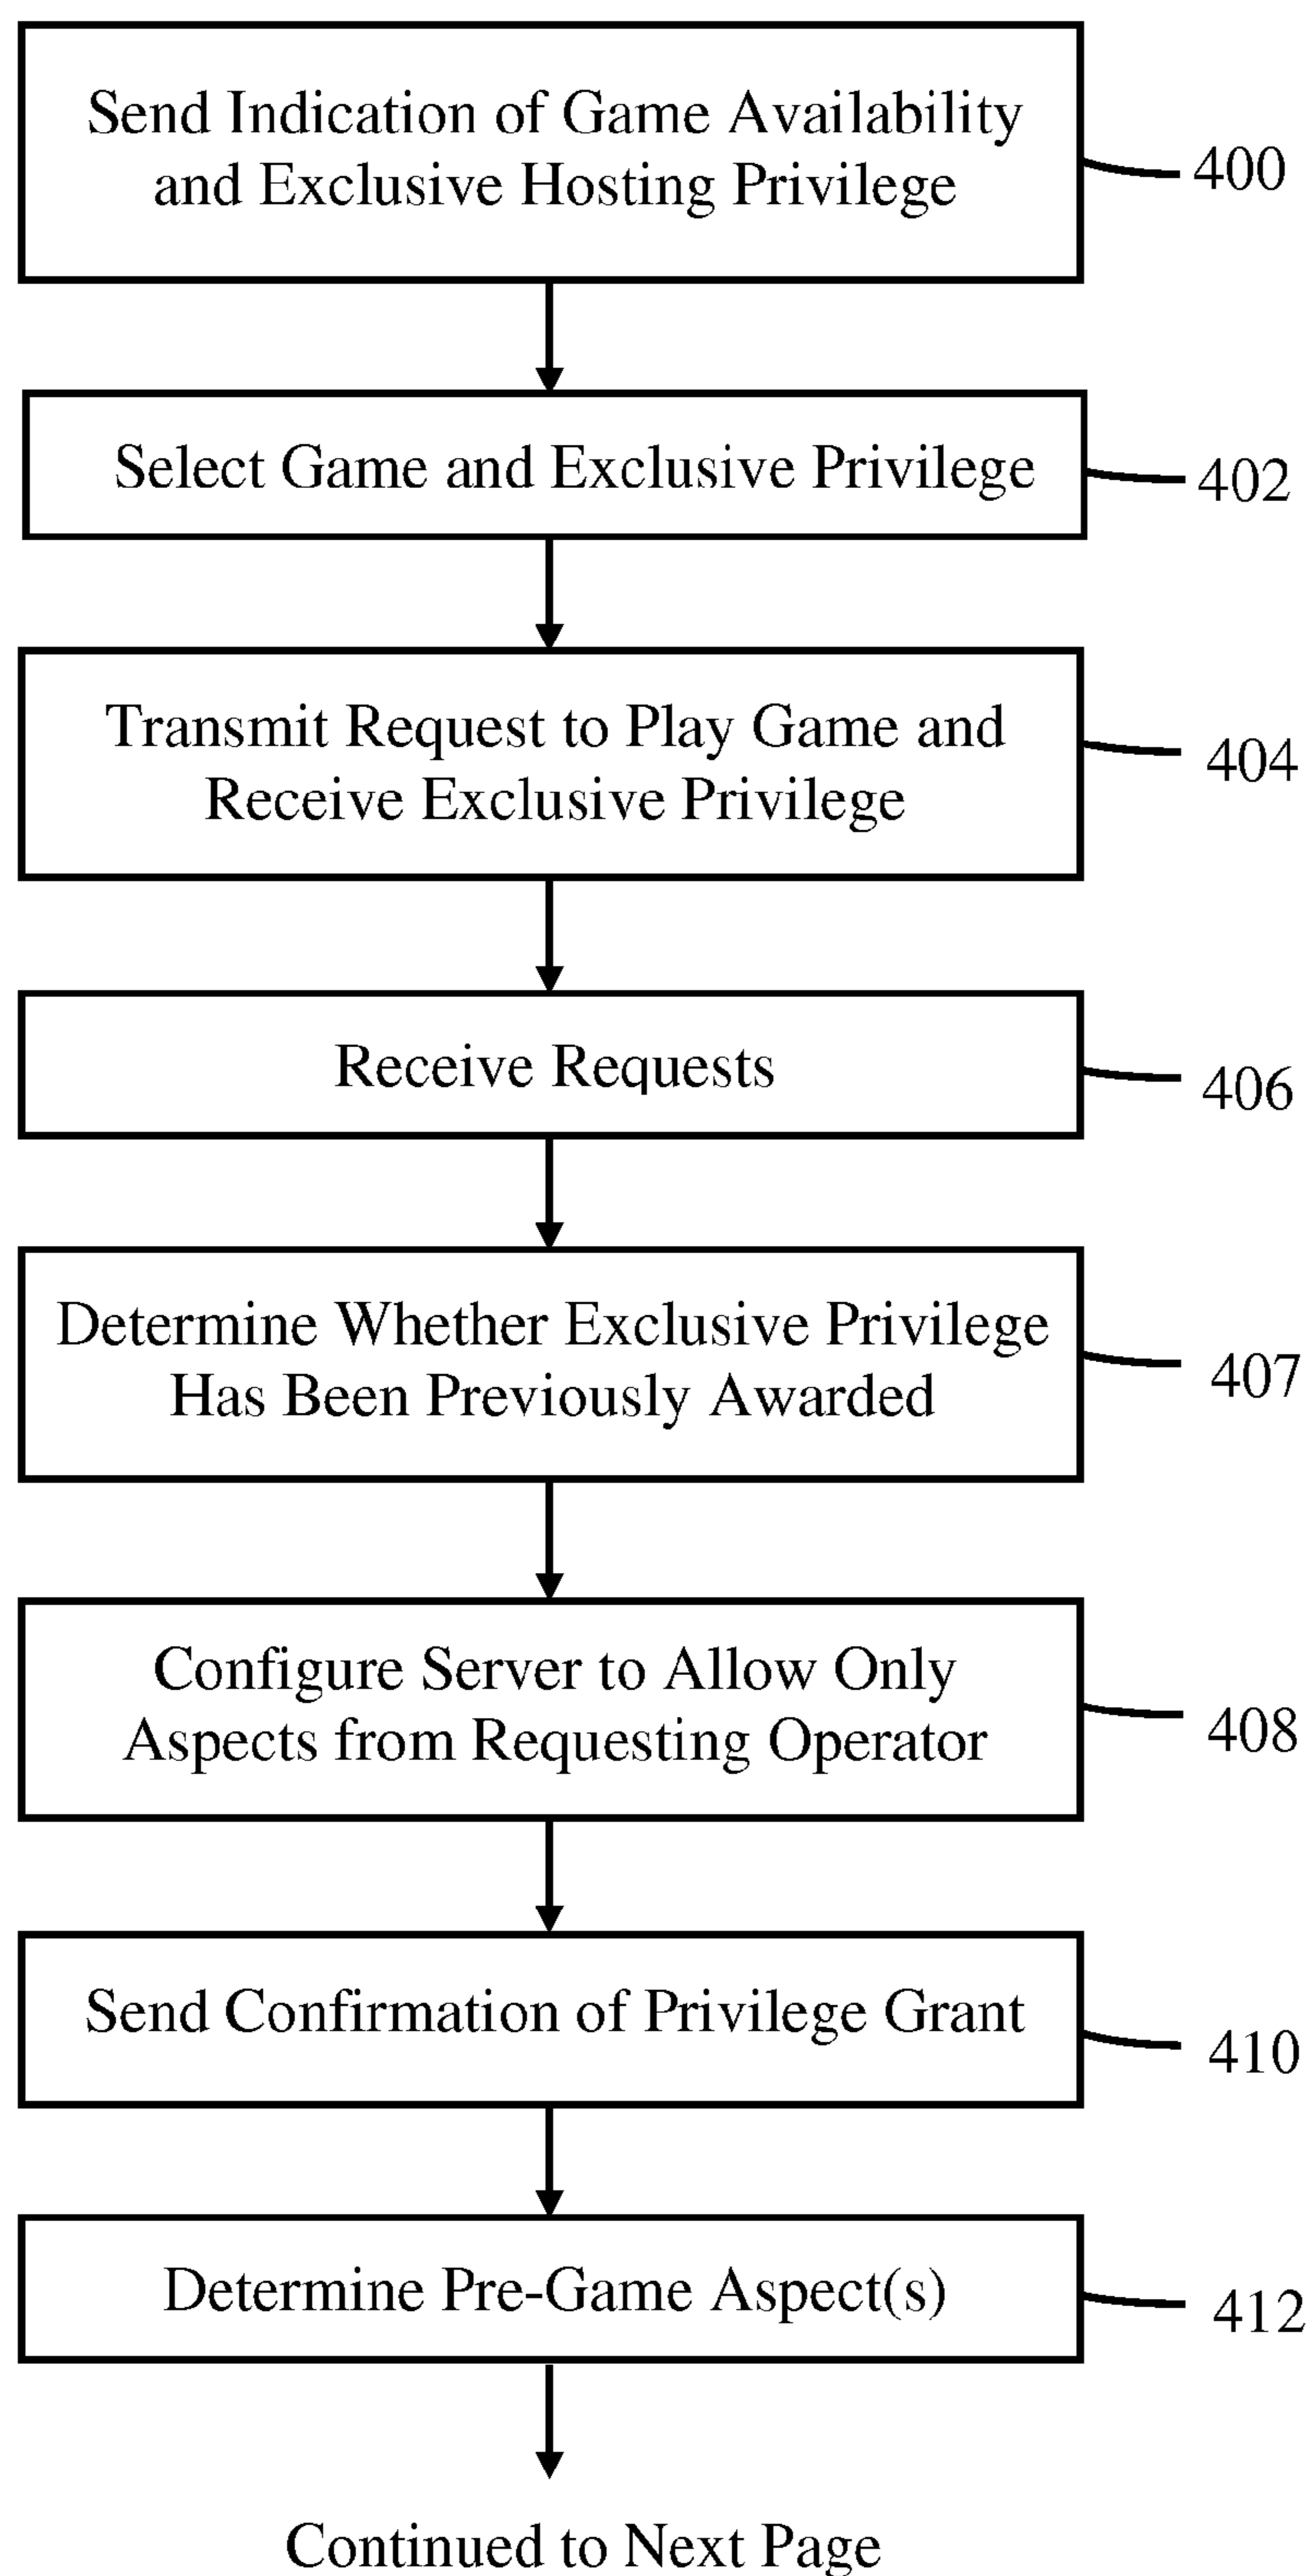 Send Indication of Game Availability
and Exclusive Hosting Privilege
400
Select Game and Exclusive Privilege
402
Transmit Request to Play Game and
Receive Exclusive Privilege
404
Receive Requests
406
Determine Whether Exclusive Privilege
Has Been Previously Awarded
407
Configure Server to Allow Only
Aspects from Requesting Operator
408
Send Confirmation of Privilege Grant
410
Determine Pre-Game Aspect(s)
412
Continued to Next Page